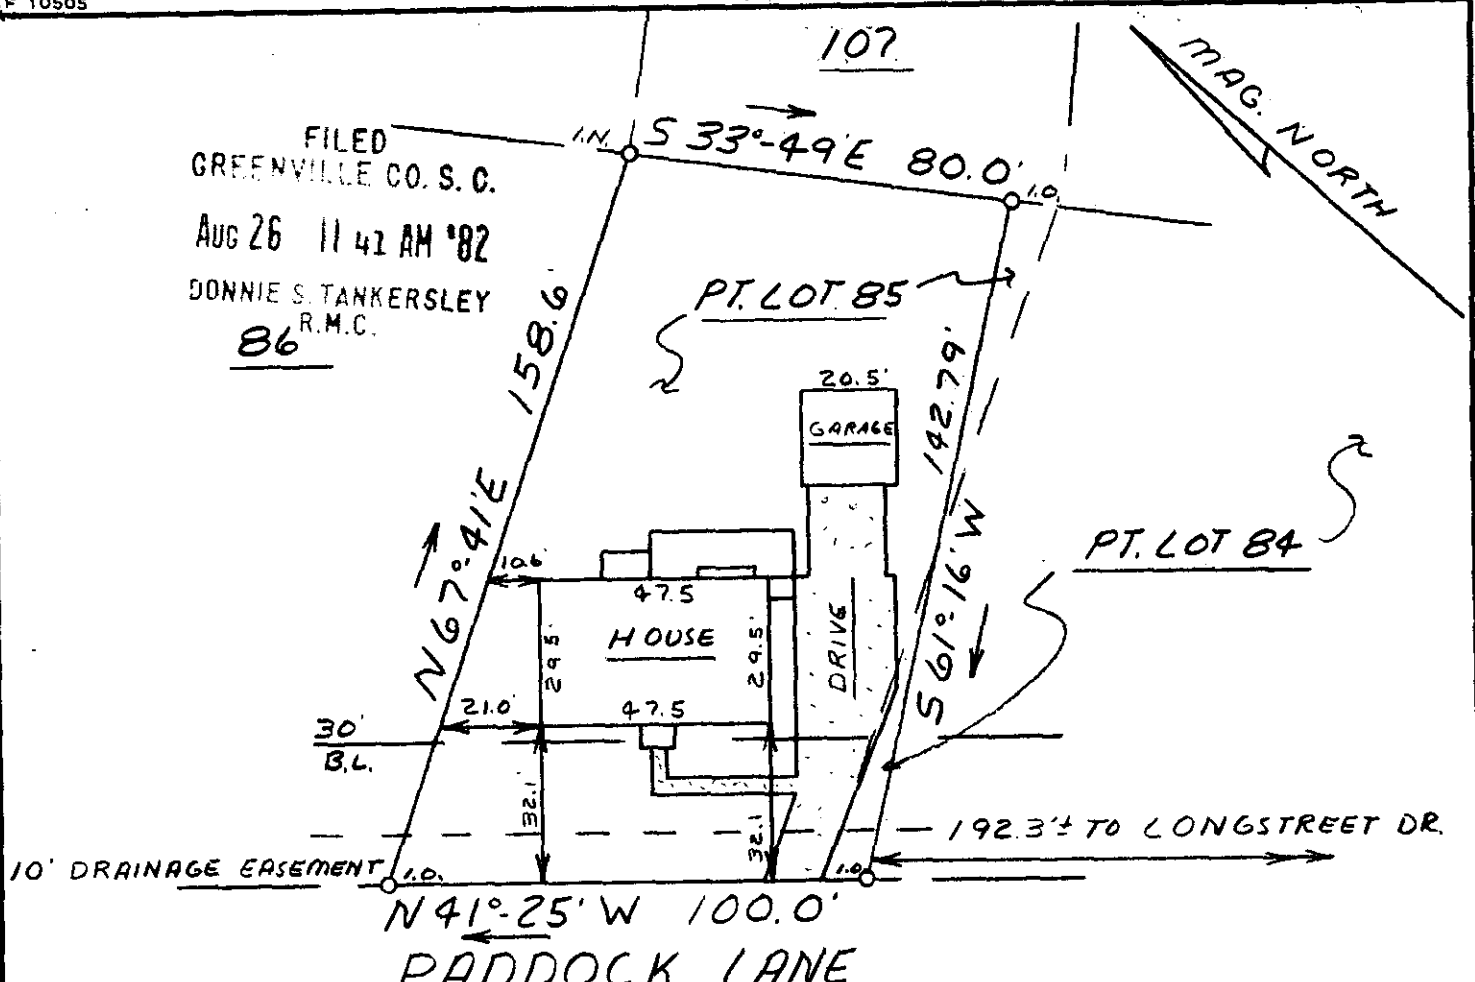 F 10505
107
MAG. NORTH
FILED
GREENVILLE CO. S. C.
AUG 26 11 41 AM '82
DONNIE S. TANKERSLEY
R.M.C.
86
I.N.
S 33°-49'E 80.0'
I.O.
PT. LOT 85
158.6'
142.79'
20.5'
GARAGE
N 67°-41'E
S 61°-16' W
PT. LOT 84
10.6'
47.5
HOUSE
29.5'
29.5'
DRIVE
21.0'
47.5
30'
B.L.
32.1
32.1
192.3'± TO LONGSTREET DR.
10' DRAINAGE EASEMENT
I.O.
I.O.
N 41°-25' W 100.0'
PADDOCK LANE